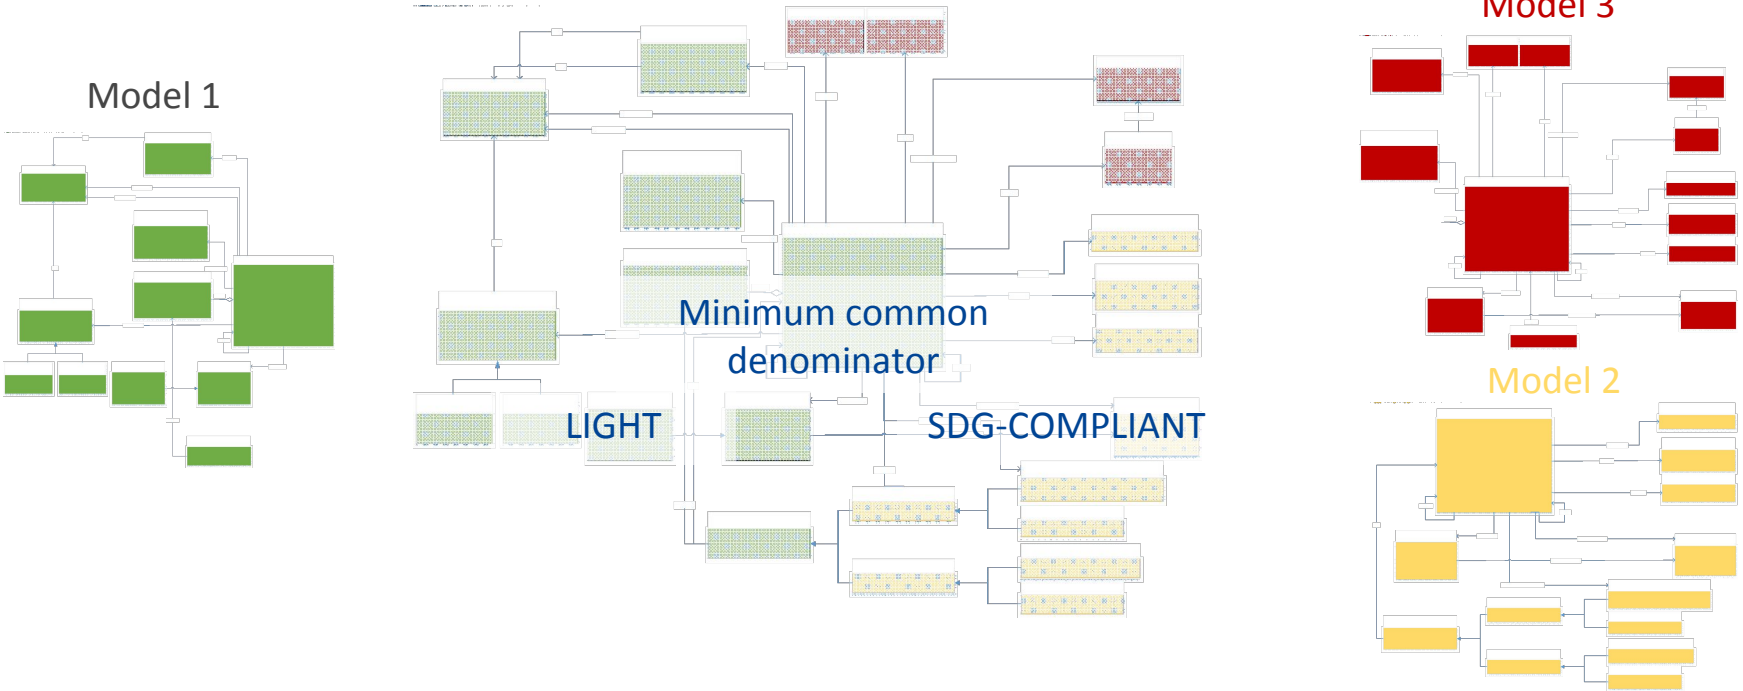 Model 1
Minimum common
denominator
LIGHT
SDG-COMPLIANT
Model 3
Model 2